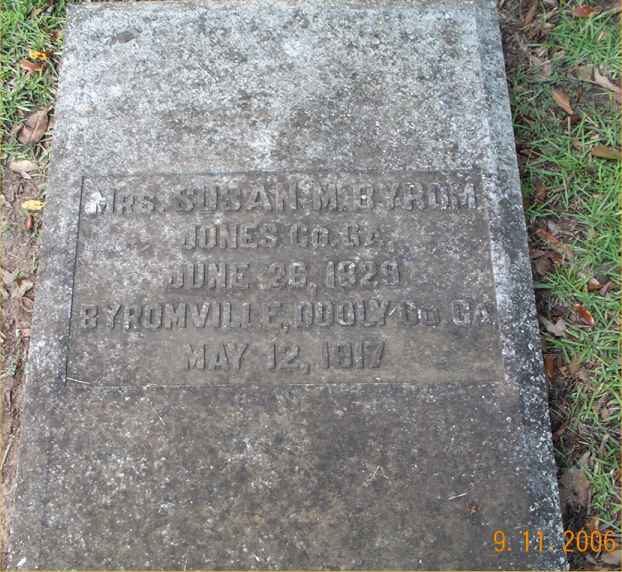 MRS. SUSAN M. BYROM
JONES CO. GA.
JUNE 26, 1829
BYROMVILLE, DOOLY CO. GA.
MAY 12, 1917
9. 11. 2006